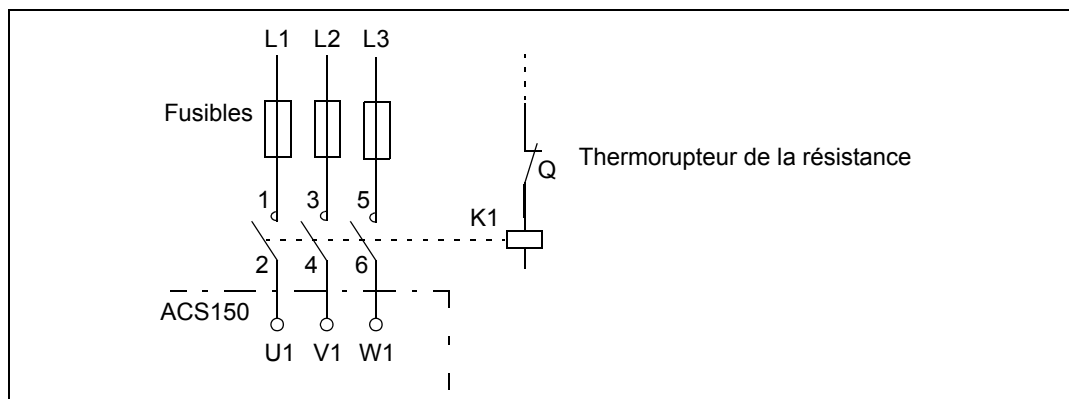 L1 L2 L3
Fusibles
Thermorupteur de la résistance
Q
1 3 5
K1
2 4 6
ACS150
U1 V1 W1